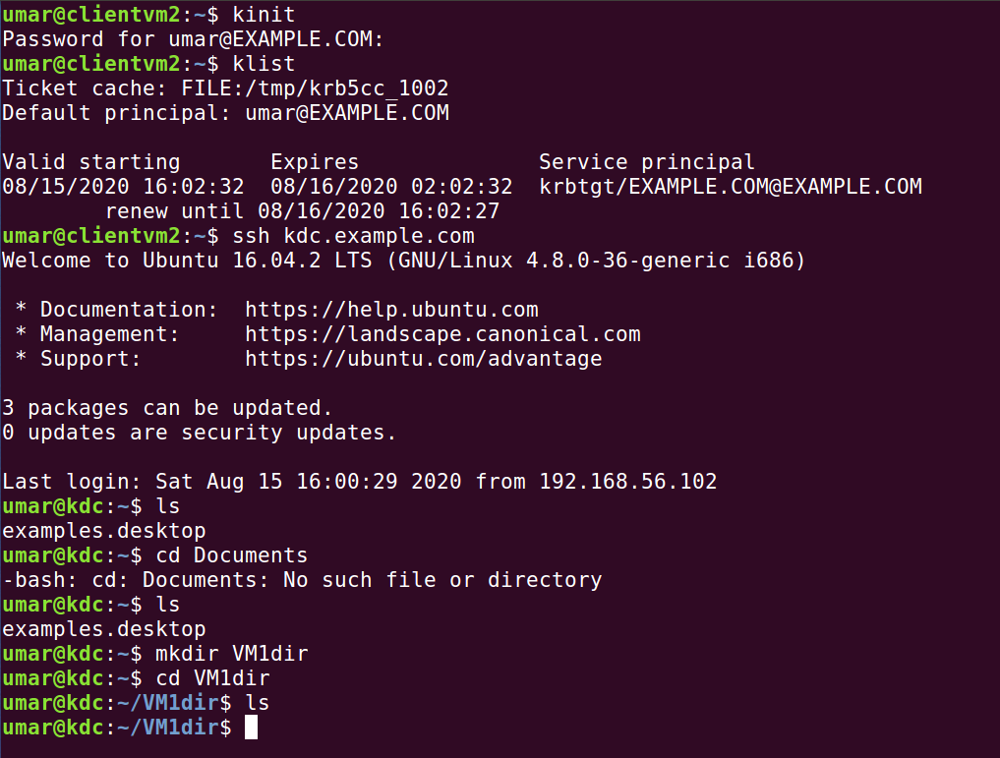 umar@clientvm2:~$ kinit
Password for umar@EXAMPLE.COM:
umar@clientvm2:~$ klist
Ticket cache: FILE:/tmp/krb5cc_1002
Default principal: umar@EXAMPLE.COM

Valid starting       Expires              Service principal
08/15/2020 16:02:32  08/16/2020 02:02:32  krbtgt/EXAMPLE.COM@EXAMPLE.COM
        renew until 08/16/2020 16:02:27
umar@clientvm2:~$ ssh kdc.example.com
Welcome to Ubuntu 16.04.2 LTS (GNU/Linux 4.8.0-36-generic i686)

 * Documentation:  https://help.ubuntu.com
 * Management:     https://landscape.canonical.com
 * Support:        https://ubuntu.com/advantage

3 packages can be updated.
0 updates are security updates.

Last login: Sat Aug 15 16:00:29 2020 from 192.168.56.102
umar@kdc:~$ ls
examples.desktop
umar@kdc:~$ cd Documents
-bash: cd: Documents: No such file or directory
umar@kdc:~$ ls
examples.desktop
umar@kdc:~$ mkdir VM1dir
umar@kdc:~$ cd VM1dir
umar@kdc:~/VM1dir$ ls
umar@kdc:~/VM1dir$